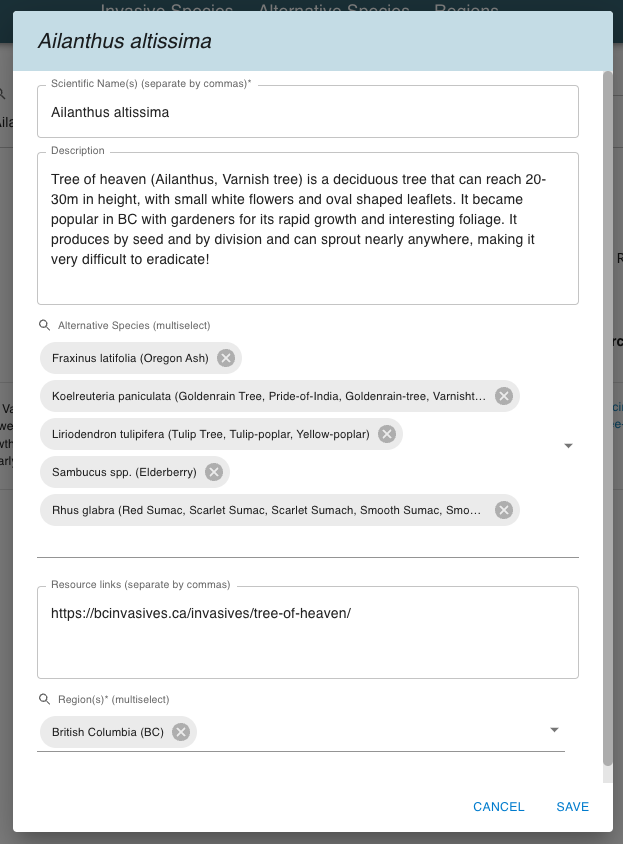 Invasive Species Alternative Species Regions
Ailanthus altissima
Scientific Name(s) (separate by commas)*
Ailanthus altissima
Description
Tree of heaven (Ailanthus, Varnish tree) is a deciduous tree that can reach 20-
30m in height, with small white flowers and oval shaped leaflets. It became
popular in BC with gardeners for its rapid growth and interesting foliage. It
produces by seed and by division and can sprout nearly anywhere, making it
very difficult to eradicate!
Alternative Species (multiselect)
Fraxinus latifolia (Oregon Ash)
Koelreuteria paniculata (Goldenrain Tree, Pride-of-India, Goldenrain-tree, Varnisht...
Liriodendron tulipifera (Tulip Tree, Tulip-poplar, Yellow-poplar)
Sambucus spp. (Elderberry)
Rhus glabra (Red Sumac, Scarlet Sumac, Scarlet Sumach, Smooth Sumac, Smo...
Resource links (separate by commas)
https://bcinvasives.ca/invasives/tree-of-heaven/
Region(s)* (multiselect)
British Columbia (BC)
CANCEL SAVE